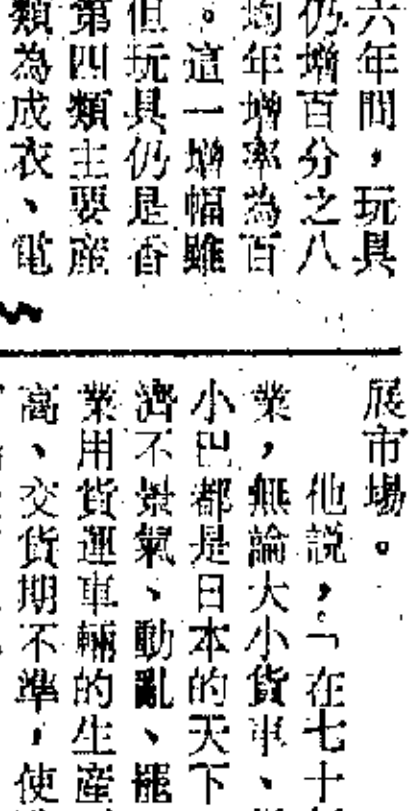 六年間，玩具
仍增百分之八
均年增率為百
。這一增幅雖
但玩具仍是香
第四類主要產
類為成衣、電
展市場。
他說，「在七十
業，無論大小貨車、
小巴都是日本的天下
濟不景氣、動亂、罷
業用貨運車輛的生產
高、交貨期不準，使